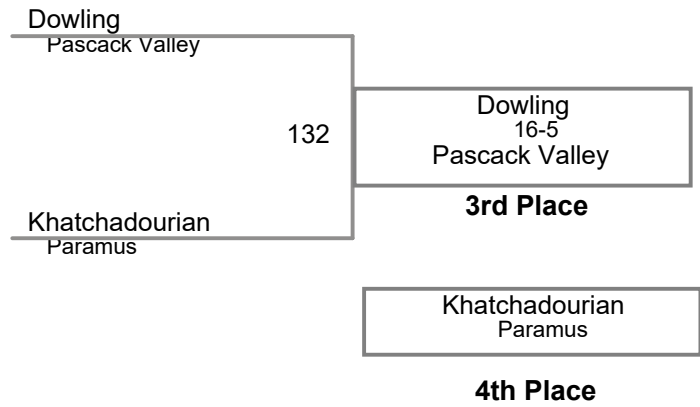 Dowling
Pascack Valley
132
Dowling
16-5
Pascack Valley
3rd Place
Khatchadourian
Paramus
Khatchadourian
Paramus
4th Place